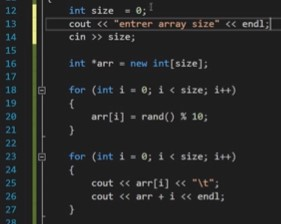 12 int size  = 0;
13 cout << "entrer array size" << endl;
14 cin >> size;
15
16 int *arr = new int[size];
17
18 for (int i = 0; i < size; i++)
19 {
20 arr[i] = rand() % 10;
21 }
22
23 for (int i = 0; i < size; i++)
24 {
25 cout << arr[i] << "\t";
26 cout << arr + i << endl;
27 }
28